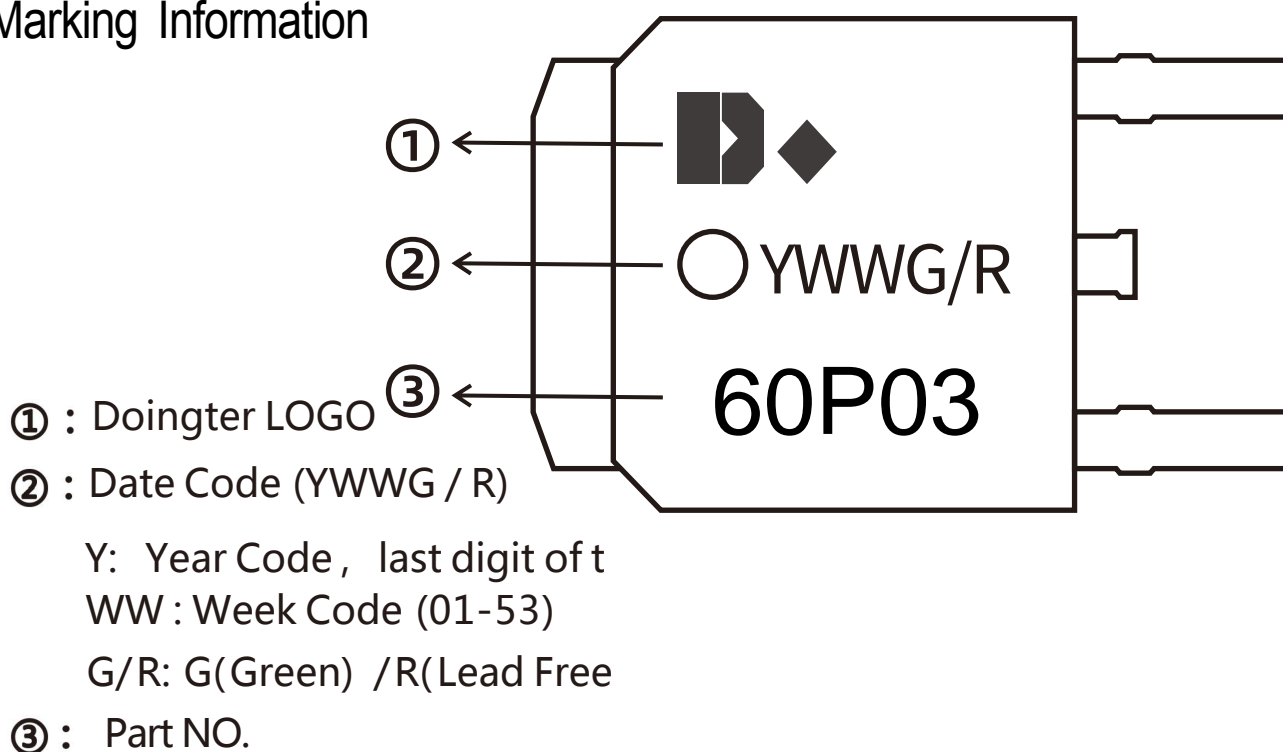 Marking Information
①
② YWWG/R
③ 60P03
① : Doingter LOGO
② : Date Code (YWWG / R)
Y: Year Code, last digit of t
WW : Week Code (01-53)
G/R: G(Green) /R(Lead Free
③ : Part NO.